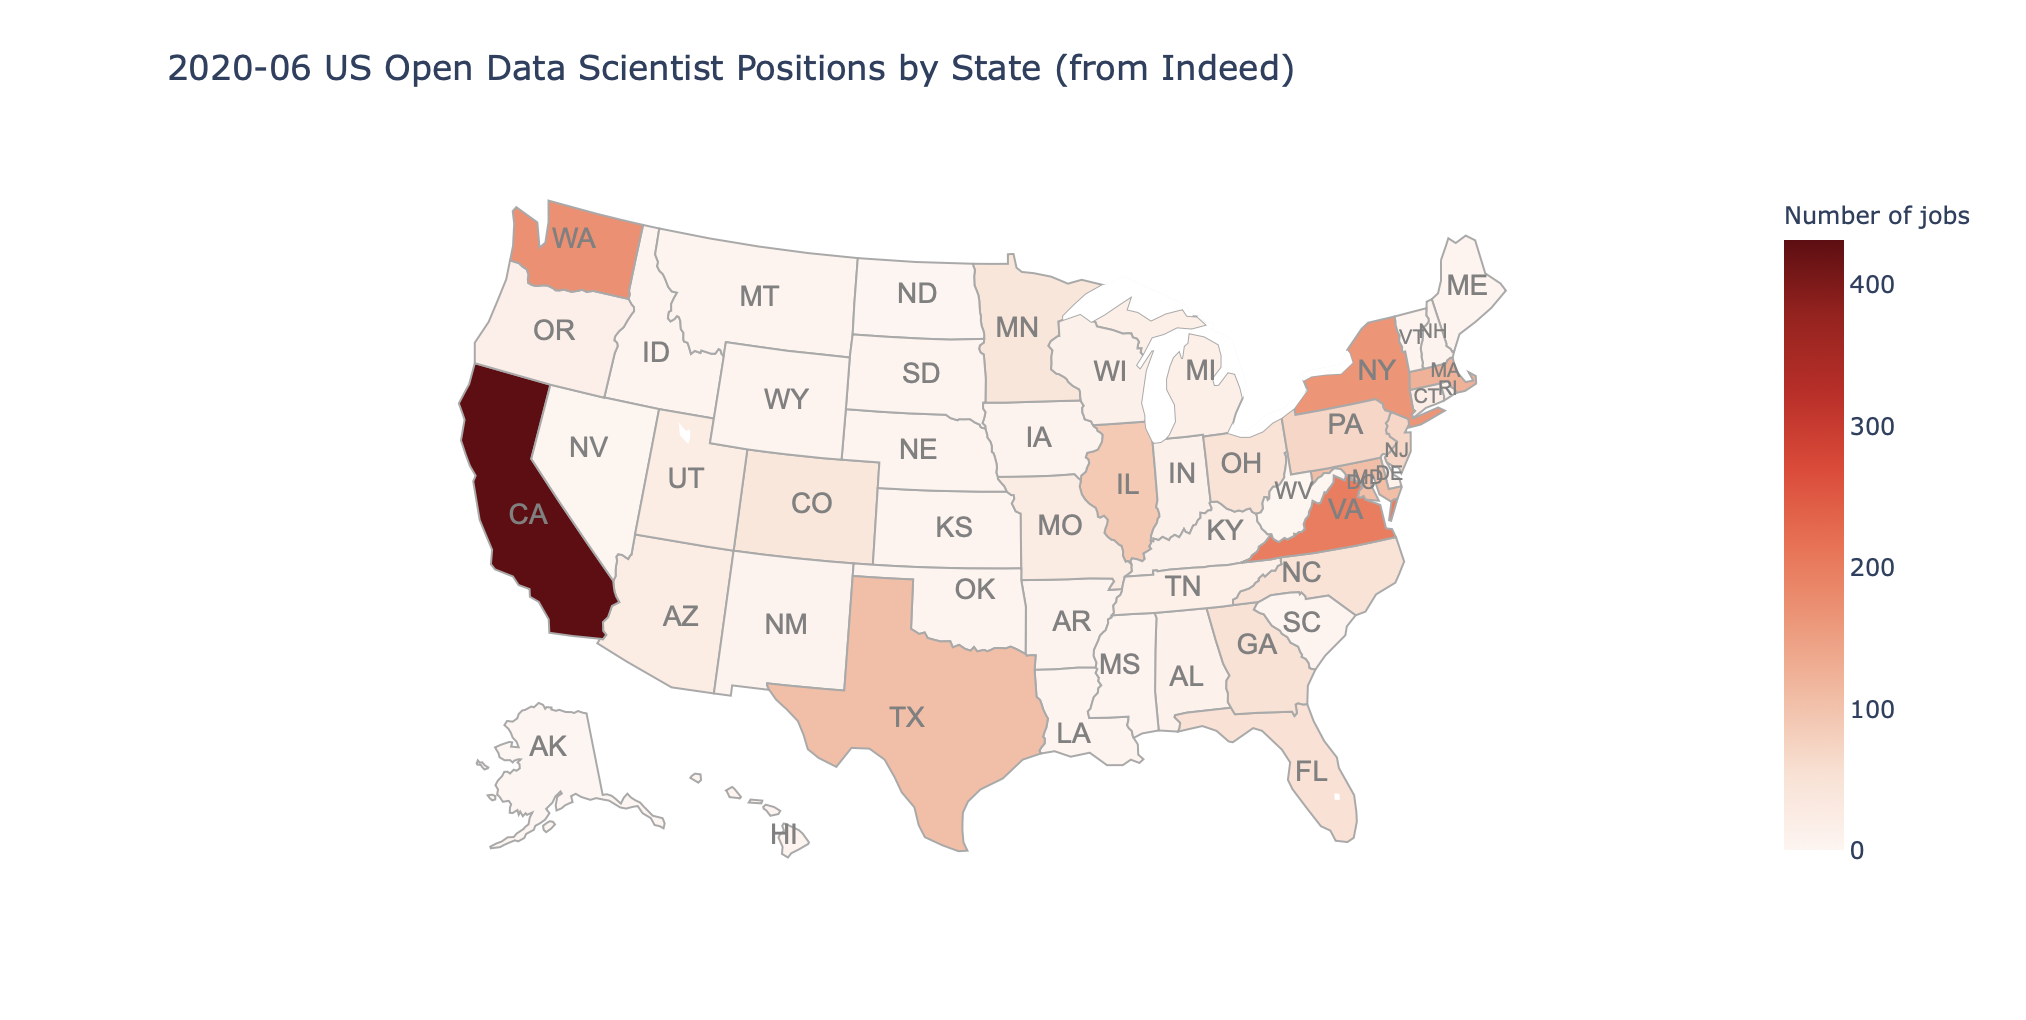 2020-06 US Open Data Scientist Positions by State (from Indeed)
Number of jobs
400
300
200
100
0
WA
MT
ND
MN
ME
OR
ID
SD
WI
MI
VT
NH
WY
NY
MA
RI
CT
NV
NE
IA
PA
UT
CO
IL
IN
OH
NJ
MD
DE
DC
WV
VA
CA
KS
MO
KY
AZ
NM
OK
AR
TN
NC
SC
MS
AL
GA
TX
LA
FL
AK
HI